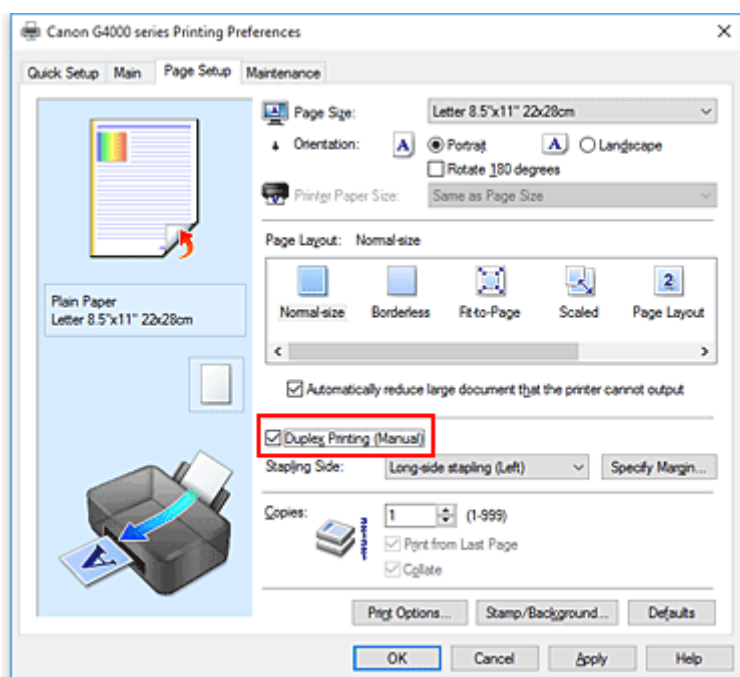 Canon G4000 series Printing Preferences
Quick Setup Main Page Setup Maintenance
Page Size: Letter 8.5"x11" 22x28cm
Orientation: A Portrait A Landscape
Rotate 180 degrees
Printer Paper Size: Same as Page Size
Page Layout: Normal-size
2
Normal-size Borderless Fit-to-Page Scaled Page Layout
Plain Paper
Letter 8.5"x11" 22x28cm
Automatically reduce large document that the printer cannot output
Duplex Printing (Manual)
Stapling Side: Long-side stapling (Left) Specify Margin...
Copies: 1 (1-999)
Print from Last Page
Collate
A
Print Options... Stamp/Background... Defaults
OK Cancel Apply Help